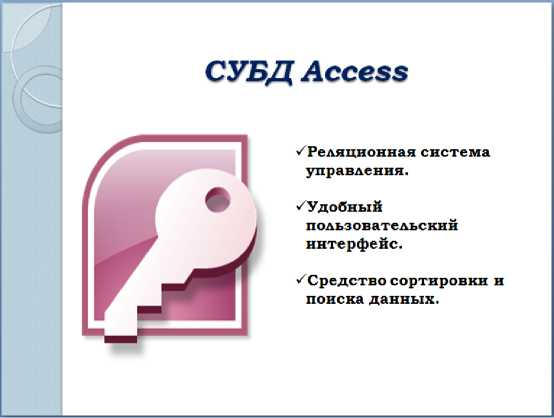 СУБД Access
✓Реляционная система
управления.
✓Удобный
пользовательский
интерфейс.
✓Средство сортировки и
поиска данных.